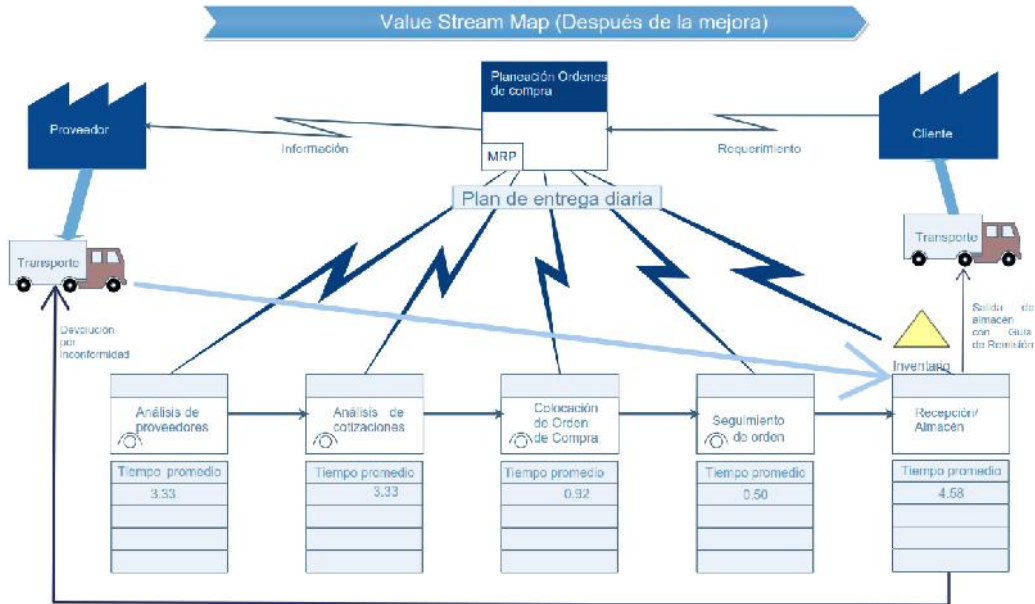 Value Stream Map (Después de la mejora)
Planeación Ordenes
de compra
MRP
Proveedor
Información
Requerimiento
Cliente
Plan de entrega diaria
Transporte
Transporte
Devolución
por
inconformidad
Salida de
almacén
con Guía
de Remisión
Inventario
Análisis de
proveedores
Análisis de
cotizaciones
Colocación
de Orden
de Compra
Seguimiento
de orden
Recepción/
Almacén
Tiempo promedio
3.33
Tiempo promedio
3.33
Tiempo promedio
0.92
Tiempo promedio
0.50
Tiempo promedio
4.58